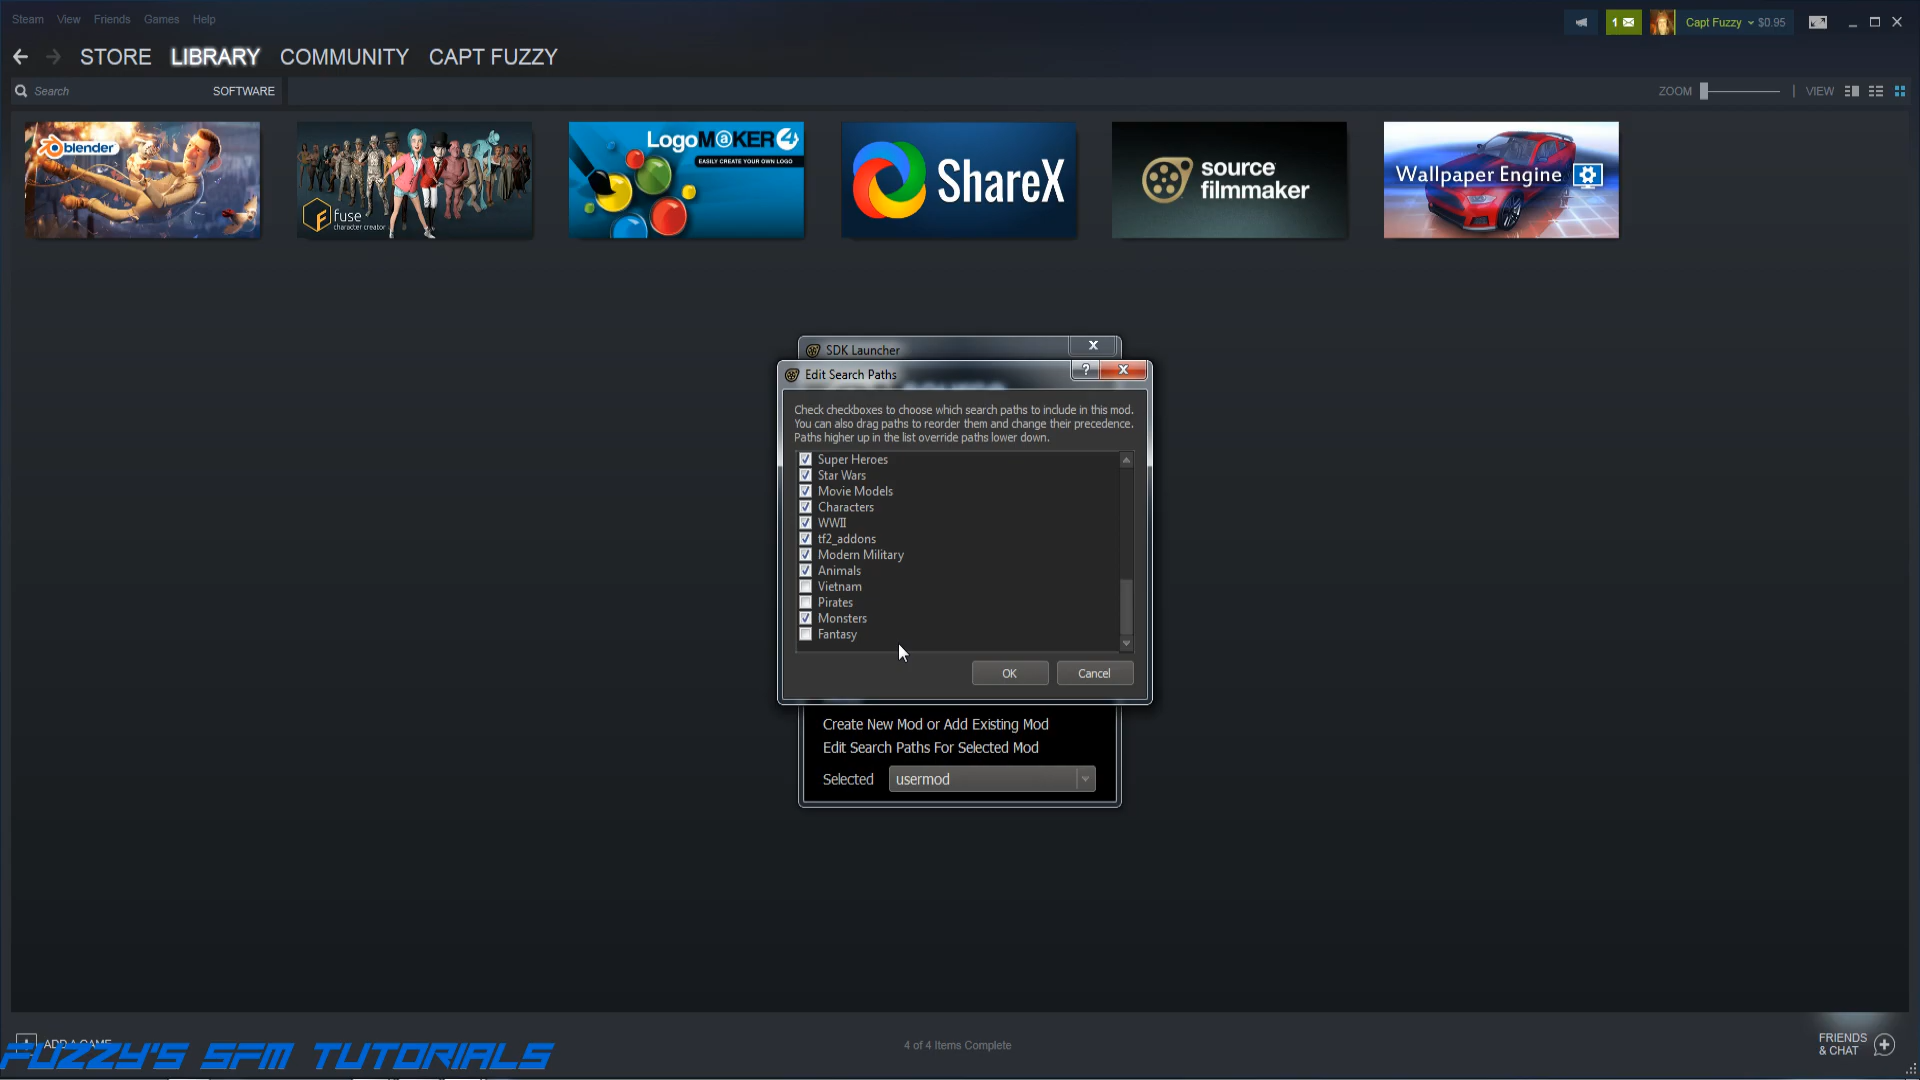 Steam View Friends Games Help
1
Capt Fuzzy $0.95
STORE LIBRARY COMMUNITY CAPT FUZZY
Search SOFTWARE
ZOOM | VIEW
blender
fuse
character creator
LogoM@KER 4
EASILY CREATE YOUR OWN LOGO
ShareX
source
filmmaker
Wallpaper Engine
SDK Launcher x
Edit Search Paths ? x
Check checkboxes to choose which search paths to include in this mod.
You can also drag paths to reorder them and change their precedence.
Paths higher up in the list override paths lower down.
Super Heroes
Star Wars
Movie Models
Characters
WWII
tf2_addons
Modern Military
Animals
Vietnam
Pirates
Monsters
Fantasy
OK Cancel
Create New Mod or Add Existing Mod
Edit Search Paths For Selected Mod
Selected usermod
ADD A GAME
FUZZY'S SFM TUTORIALS
4 of 4 Items Complete
FRIENDS
& CHAT